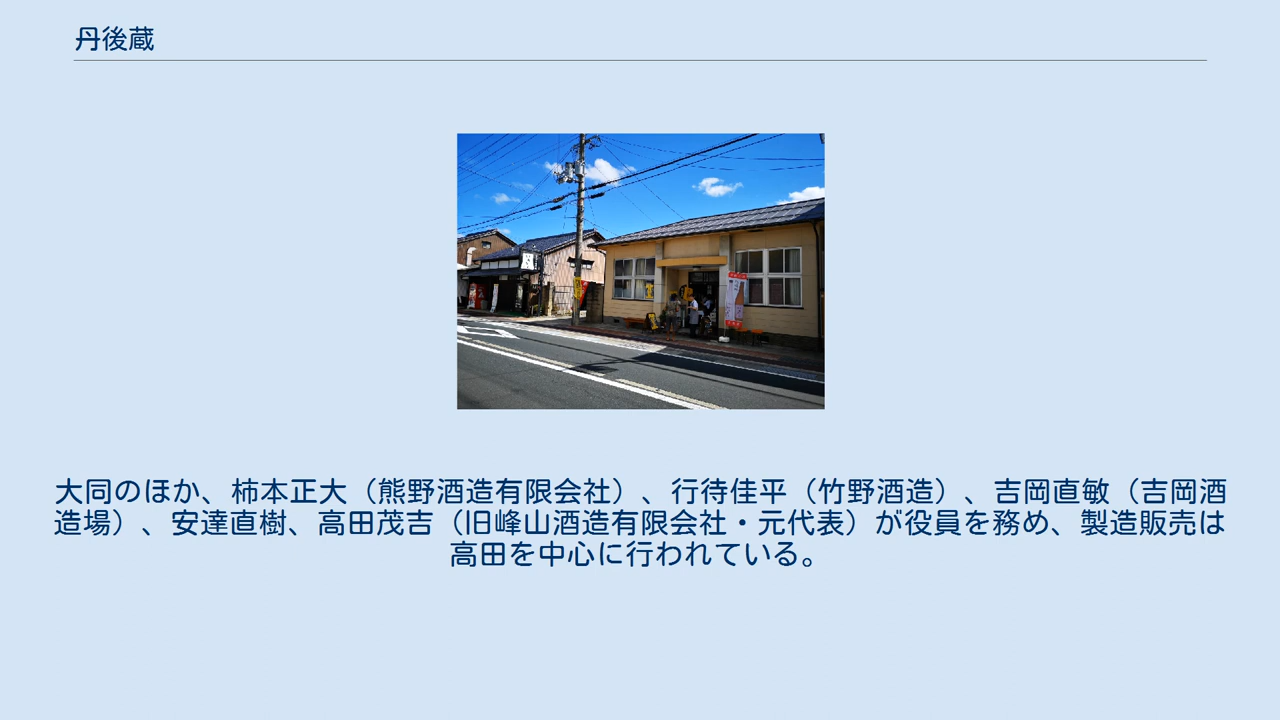 丹後蔵
大同のほか、柿本正大（熊野酒造有限会社）、行待佳平（竹野酒造）、吉岡直敏（吉岡酒
造場）、安達直樹、高田茂吉（旧峰山酒造有限会社・元代表）が役員を務め、製造販売は
高田を中心に行われている。